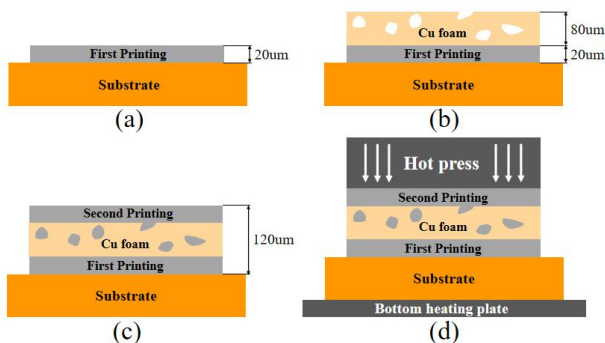 First Printing
20um
Substrate
(a)
Cu foam
80um
First Printing
20um
Substrate
(b)
Second Printing
Cu foam
120um
First Printing
Substrate
(c)
Hot press
Second Printing
Cu foam
First Printing
Substrate
Bottom heating plate
(d)